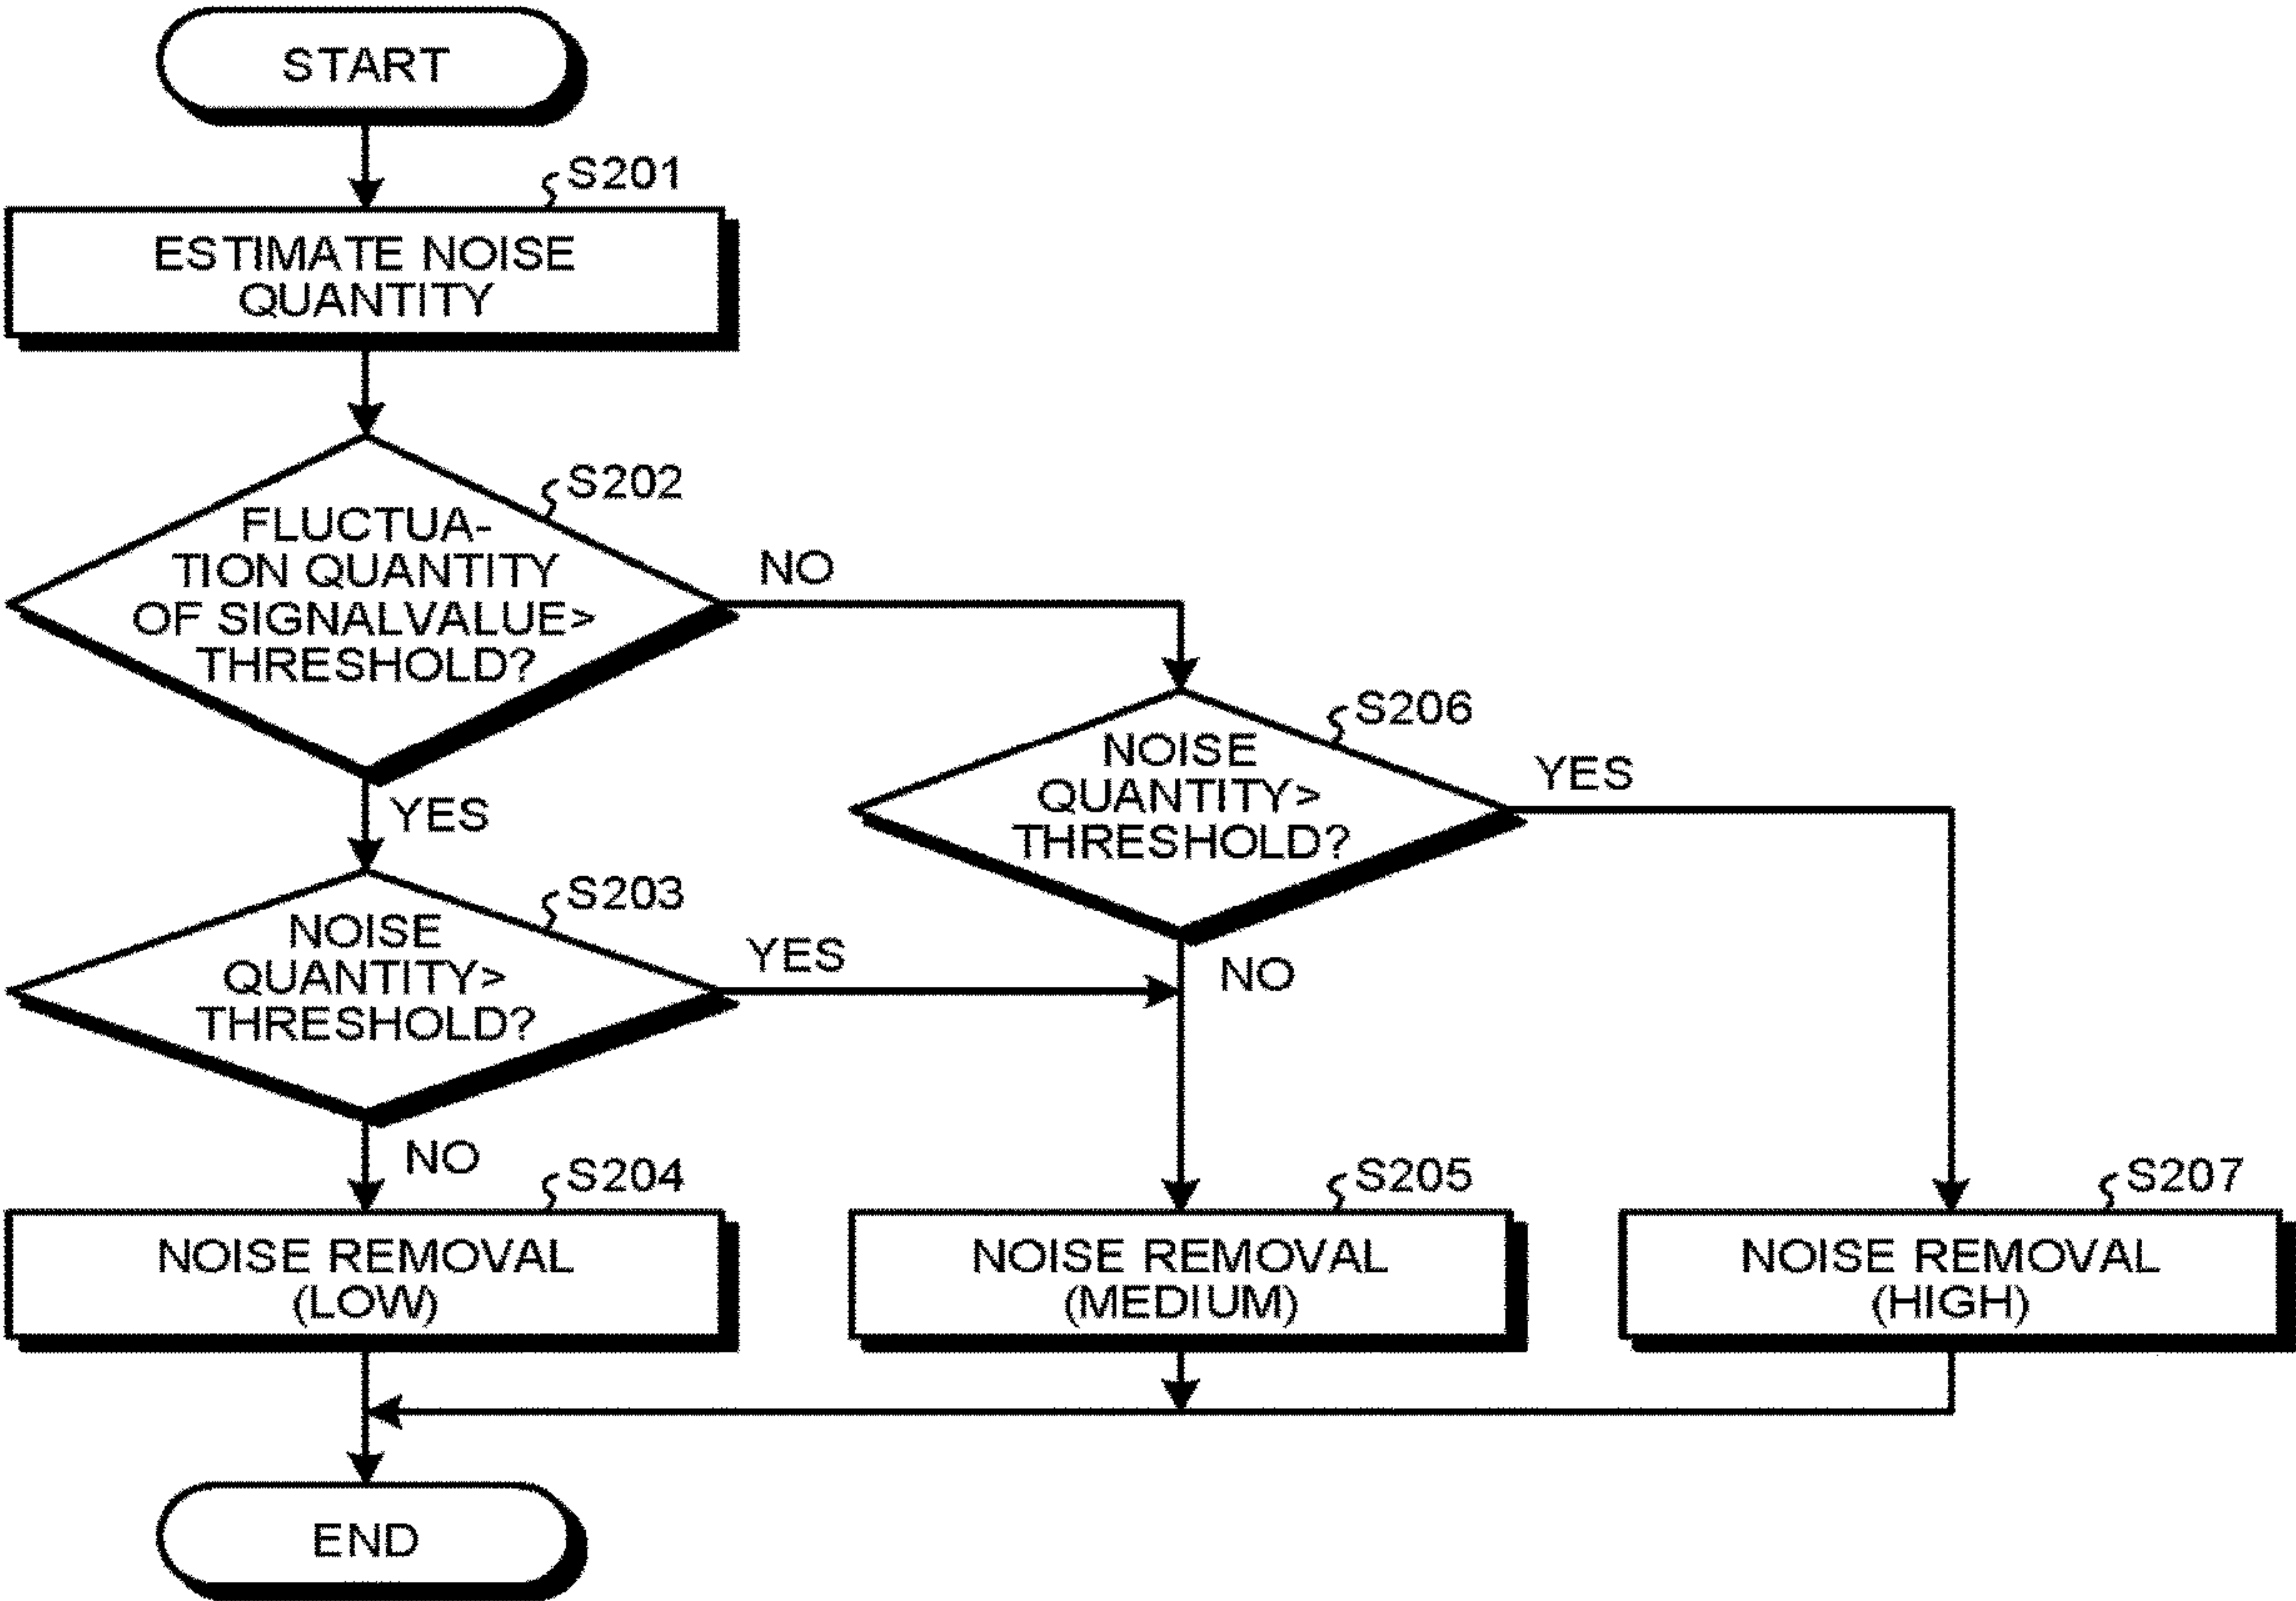 START
S201
ESTIMATE NOISE
QUANTITY
S202
FLUCTUA-
TION QUANTITY
OF SIGNALVALUE>
THRESHOLD?
NO
YES
S206
NOISE
QUANTITY>
THRESHOLD?
YES
NO
S203
NOISE
QUANTITY>
THRESHOLD?
YES
NO
S204
NOISE REMOVAL
(LOW)
S205
NOISE REMOVAL
(MEDIUM)
S207
NOISE REMOVAL
(HIGH)
END